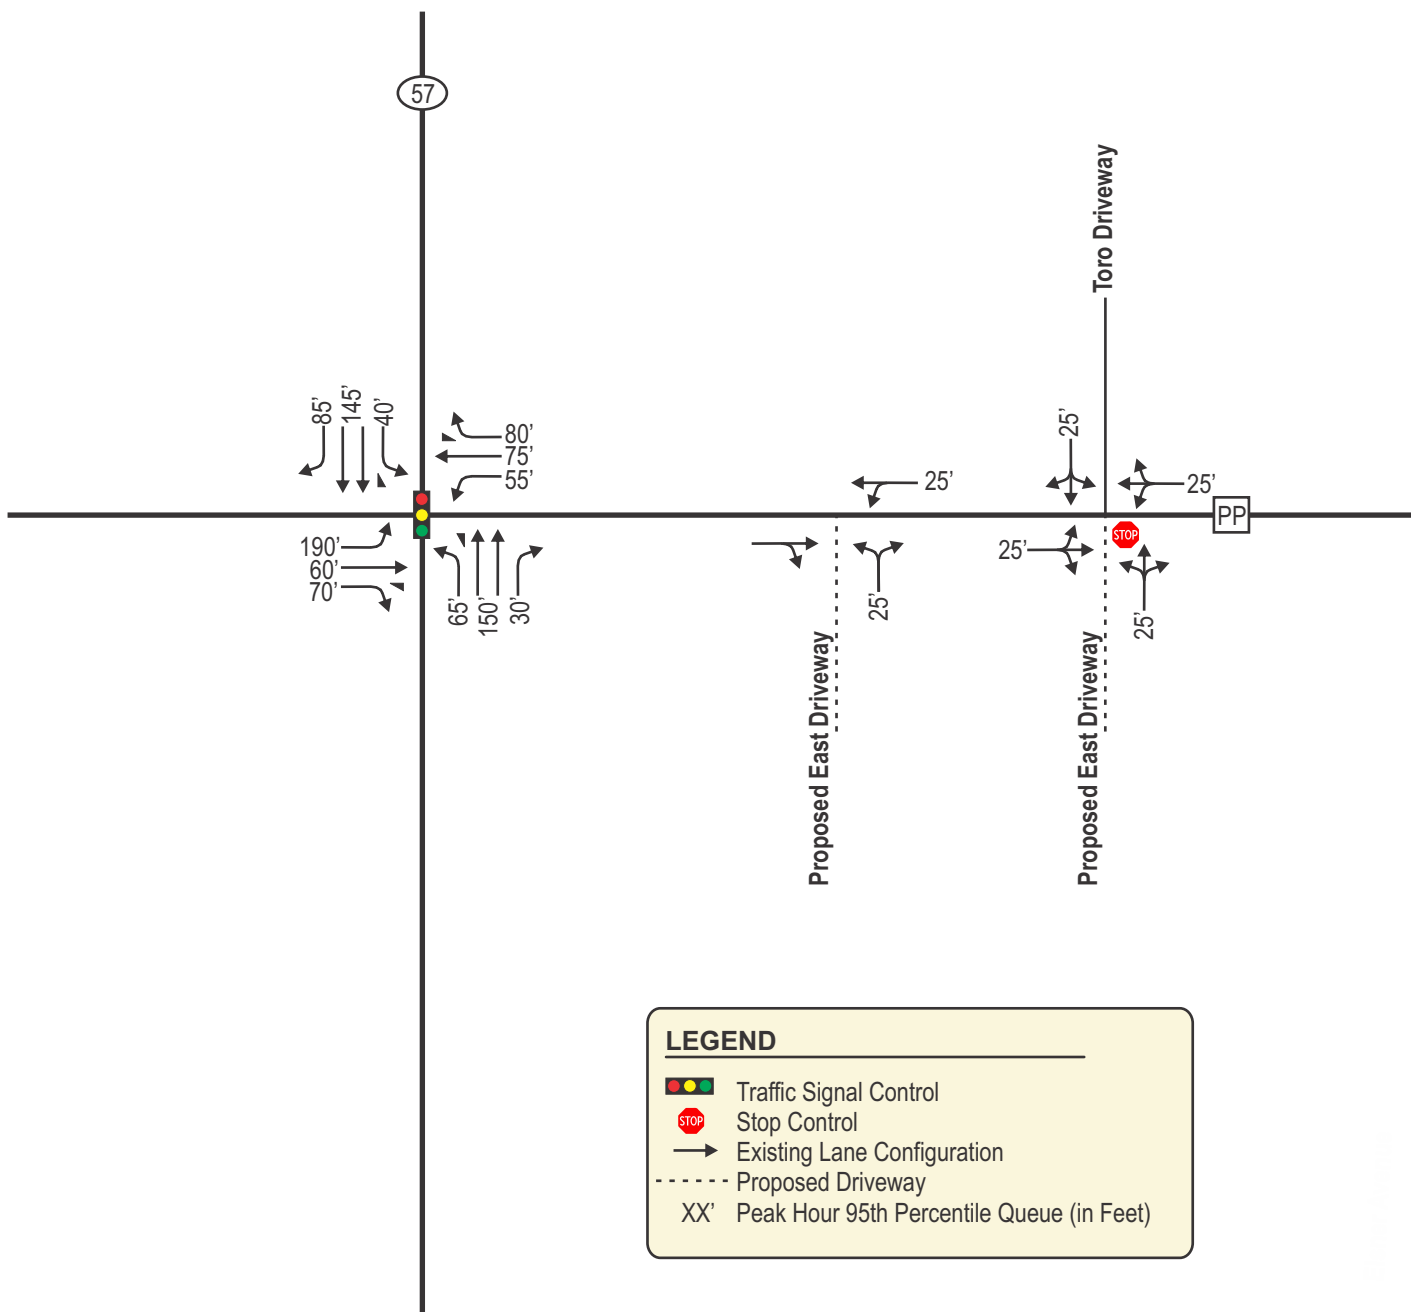 57
Toro Driveway
85’
145’
40’
80’
75’
55’
190’
60’
70’
65’
150’
30’
25’
25’
25’
25’
25’
25’
PP
STOP
Proposed East Driveway
Proposed East Driveway
LEGEND
Traffic Signal Control
STOP Stop Control
Existing Lane Configuration
Proposed Driveway
XX’ Peak Hour 95th Percentile Queue (in Feet)